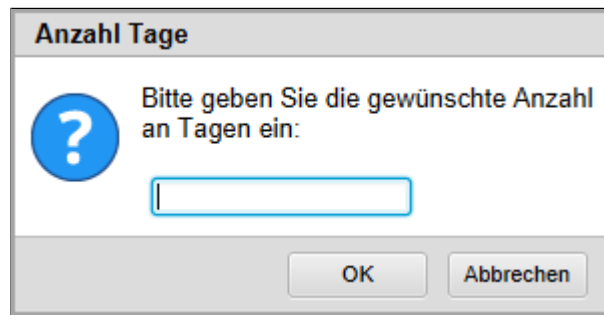 Anzahl Tage
Bitte geben Sie die gewünschte Anzahl
an Tagen ein:
OK
Abbrechen